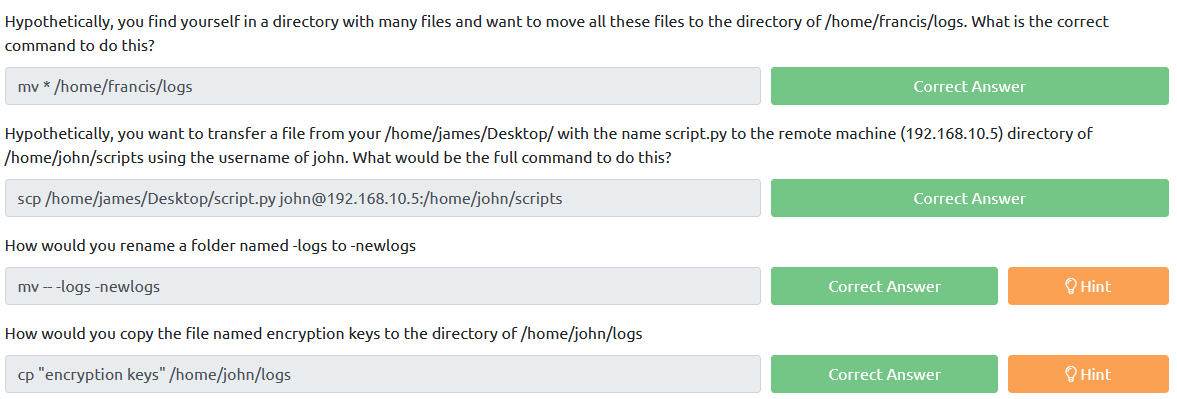 Hypothetically, you find yourself in a directory with many files and want to move all these files to the directory of /home/francis/logs. What is the correct
command to do this?
mv * /home/francis/logs
Correct Answer
Hypothetically, you want to transfer a file from your /home/james/Desktop/ with the name script.py to the remote machine (192.168.10.5) directory of
/home/john/scripts using the username of john. What would be the full command to do this?
scp /home/james/Desktop/script.py john@192.168.10.5:/home/john/scripts
Correct Answer
How would you rename a folder named -logs to -newlogs
mv -- -logs -newlogs
Correct Answer
Hint
How would you copy the file named encryption keys to the directory of /home/john/logs
cp "encryption keys" /home/john/logs
Correct Answer
Hint